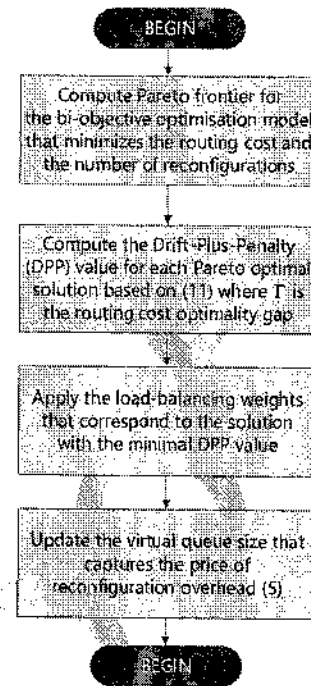 BEGIN
Compute Pareto frontier for
the bi-objective optimisation model
that minimizes the routing cost and
the number of reconfigurations
Compute the Drift-Plus-Penalty
(DPP) value for each Pareto optimal
solution based on (11) where Γ is
the routing cost optimality gap
Apply the load-balancing weights
that correspond to the solution
with the minimal DPP value
Update the virtual queue size that
captures the price of
reconfiguration overhead (5)
BEGIN